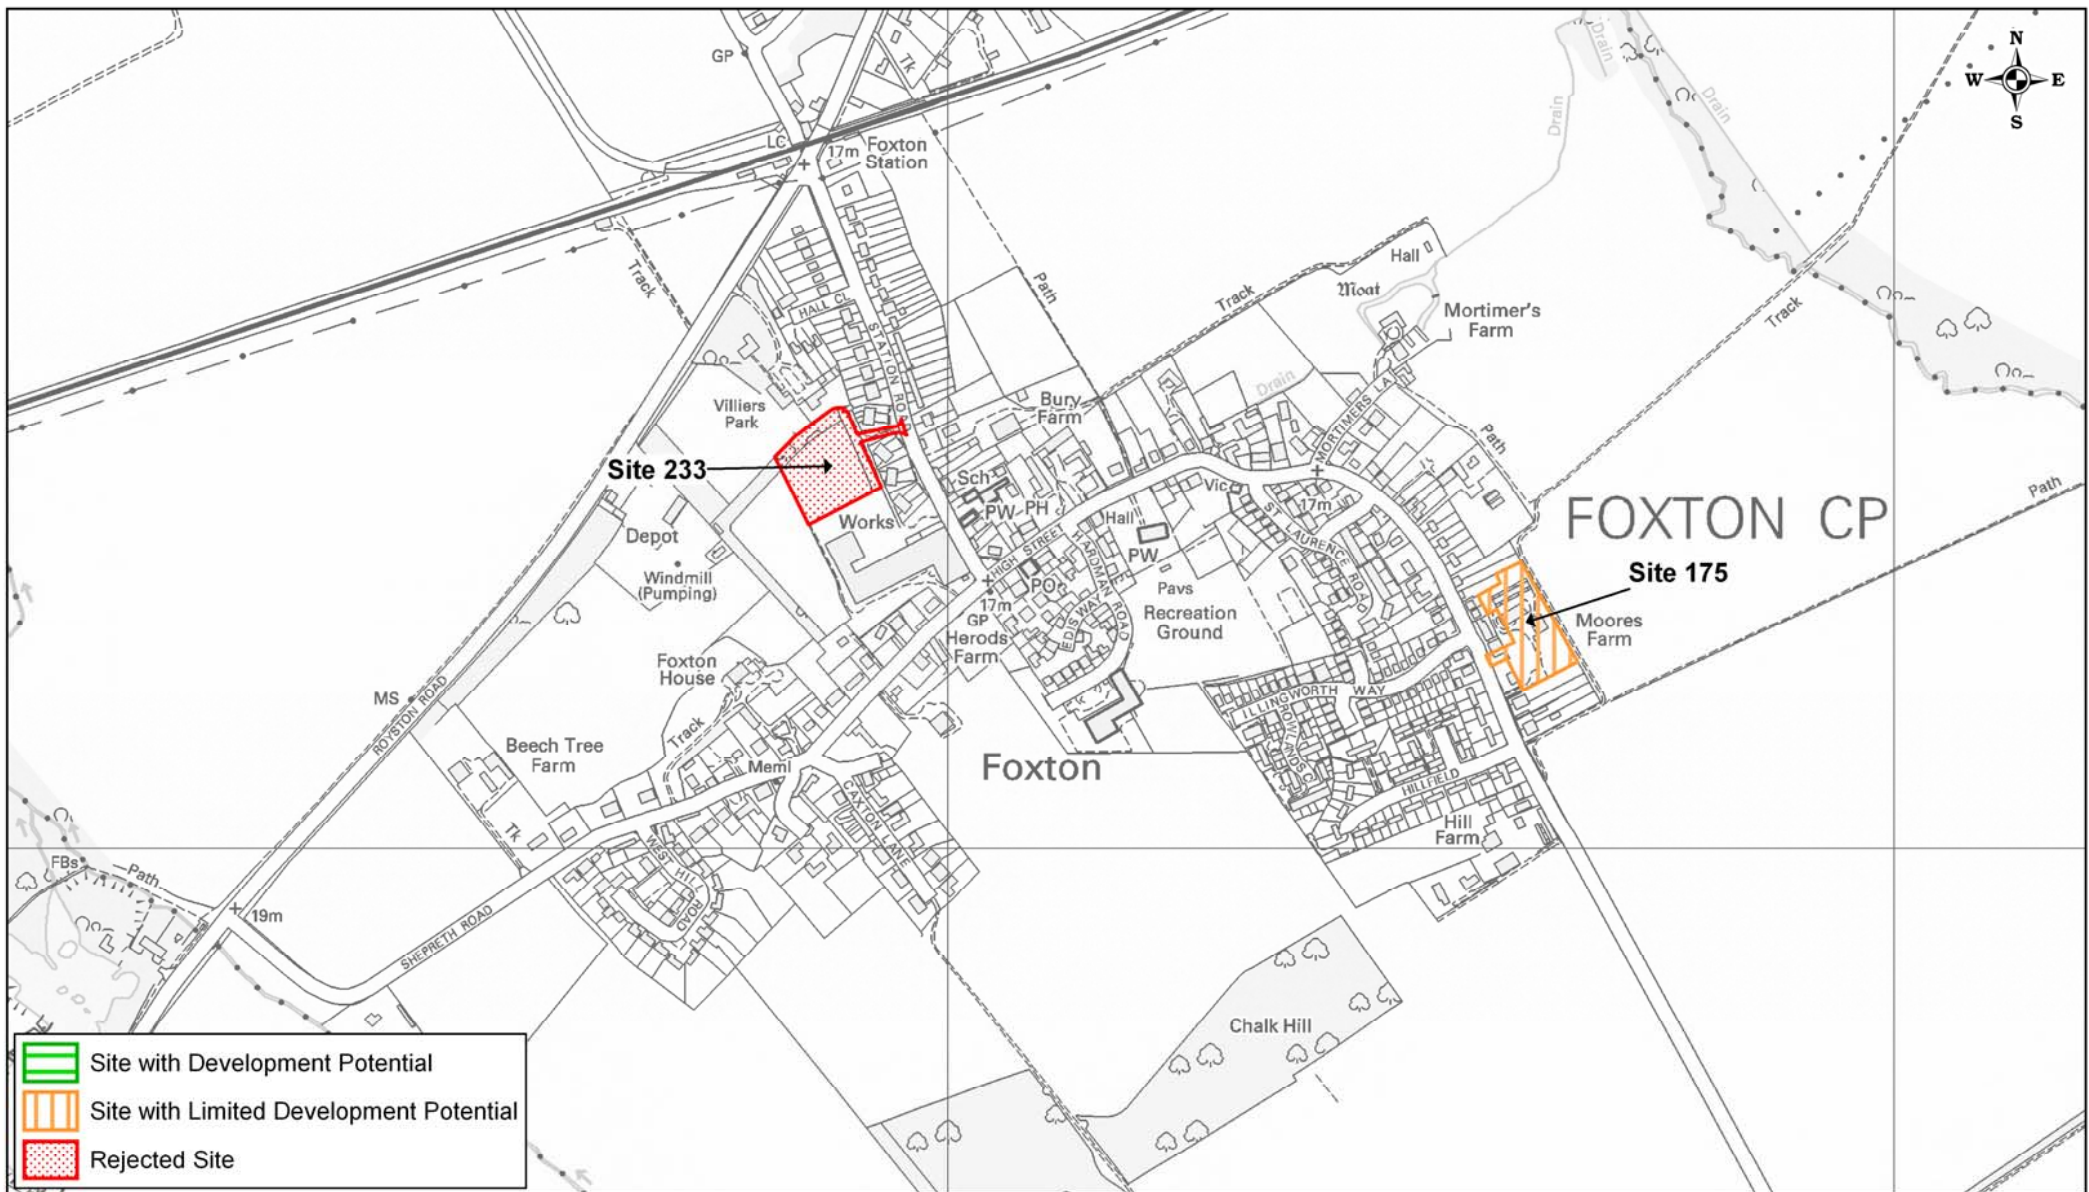 N
W E
S
GP
Tk
Drain
Drain
Drain
LC
17m
Foxton
Station
Track
Path
Track
Hall
Moat
Mortimer's
Farm
Track
HALL CL
STATION ROAD
Drain
MORTIMERS LA
Villiers
Park
Bury
Farm
Path
Site 233
Sch
PW
PH
Vic
17m
Path
FOXTON CP
Works
Hall
HIGH STREET
HARDMAN ROAD
PW
ST LAURENCE ROAD
Depot
Windmill
(Pumping)
Site 175
PO
EDIS WAY
Pavs
Recreation
Ground
17m
GP
Herods
Farm
Moores
Farm
Foxton
House
MS
ROYSTON ROAD
ILLINGWORTH WAY
ROWLANDS CL
Track
Beech Tree
Farm
Meml
Foxton
CAXTON LANE
HILLFIELD
Hill
Farm
Tk
WEST HILL ROAD
FBs
Path
19m
SHEPRETH ROAD
Chalk Hill
Site with Development Potential
Site with Limited Development Potential
Rejected Site